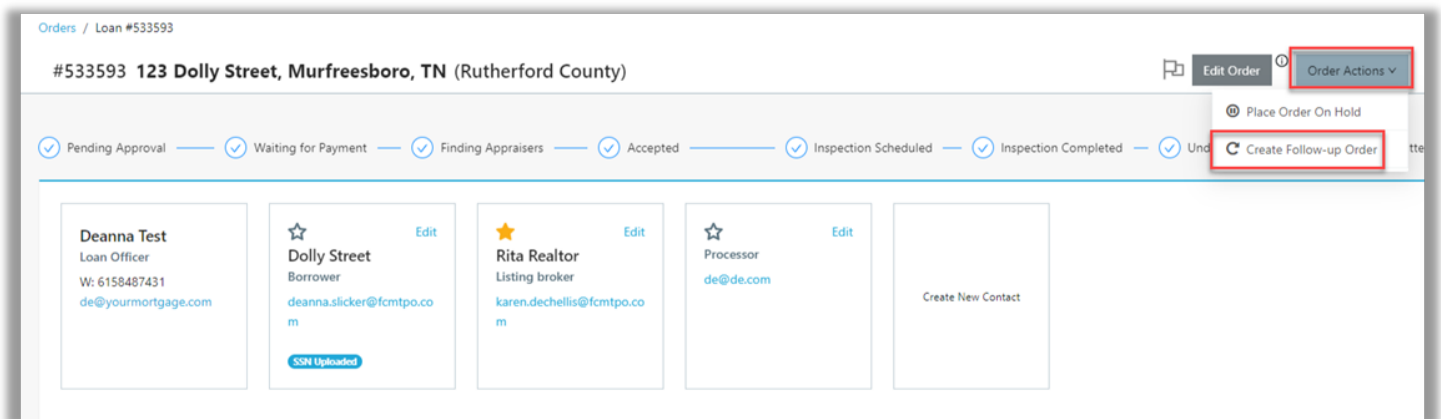 Orders / Loan #533593
#533593 123 Dolly Street, Murfreesboro, TN (Rutherford County)
Edit Order
Order Actions
Place Order On Hold
Create Follow-up Order
Pending Approval
Waiting for Payment
Finding Appraisers
Accepted
Inspection Scheduled
Inspection Completed
Und
tte
Deanna Test
Loan Officer
W: 6158487431
de@yourmortgage.com
Edit
Dolly Street
Borrower
deanna.slicker@fcmtpo.co
m
SSN Uploaded
Edit
Rita Realtor
Listing broker
karen.dechellis@fcmtpo.co
m
Edit
Processor
de@de.com
Create New Contact